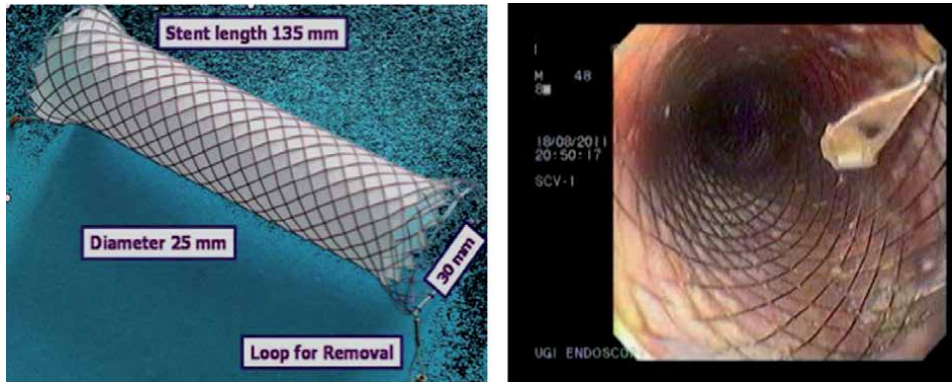 Stent length 135 mm
Diameter 25 mm
30 mm
Loop for Removal
M 48
8
18/08/2011
20:50:17
SCV-1
UGI ENDOSCO